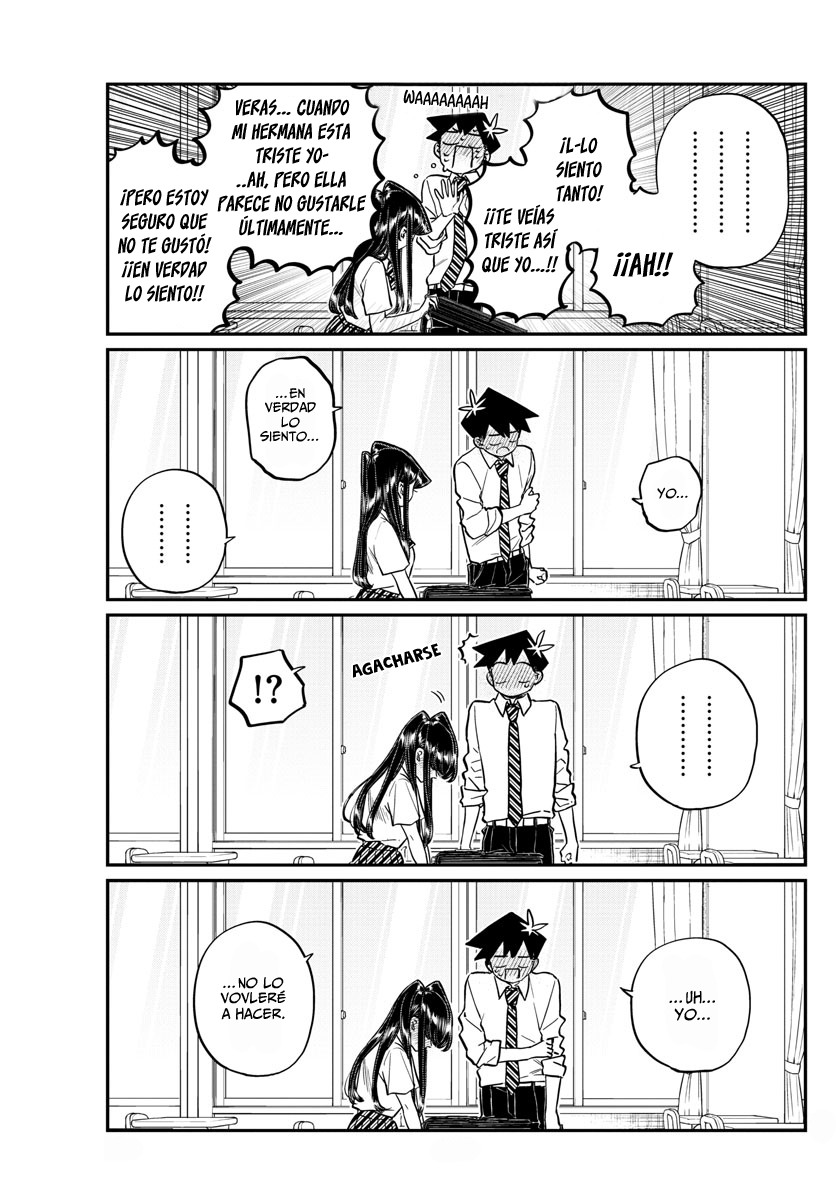 ⋮ ⋮ ⋮
¡¡AH!!
¡L-LO
SIENTO
TANTO!
¡¡TE VEÍAS
TRISTE ASÍ
QUE YO...!!
WAAAAAAAAH
VERAS... CUANDO
MI HERMANA ESTA
TRISTE YO-
..AH, PERO ELLA
PARECE NO GUSTARLE
ÚLTIMAMENTE...
¡PERO ESTOY
SEGURO QUE
NO TE GUSTÓ!
¡¡EN VERDAD
LO SIENTO!!
YO...
...EN
VERDAD
LO
SIENTO...
⋮ ⋮
⋮ ⋮
AGACHARSE
!?
...UH...
YO...
...NO LO
VOVLERÉ
A HACER.